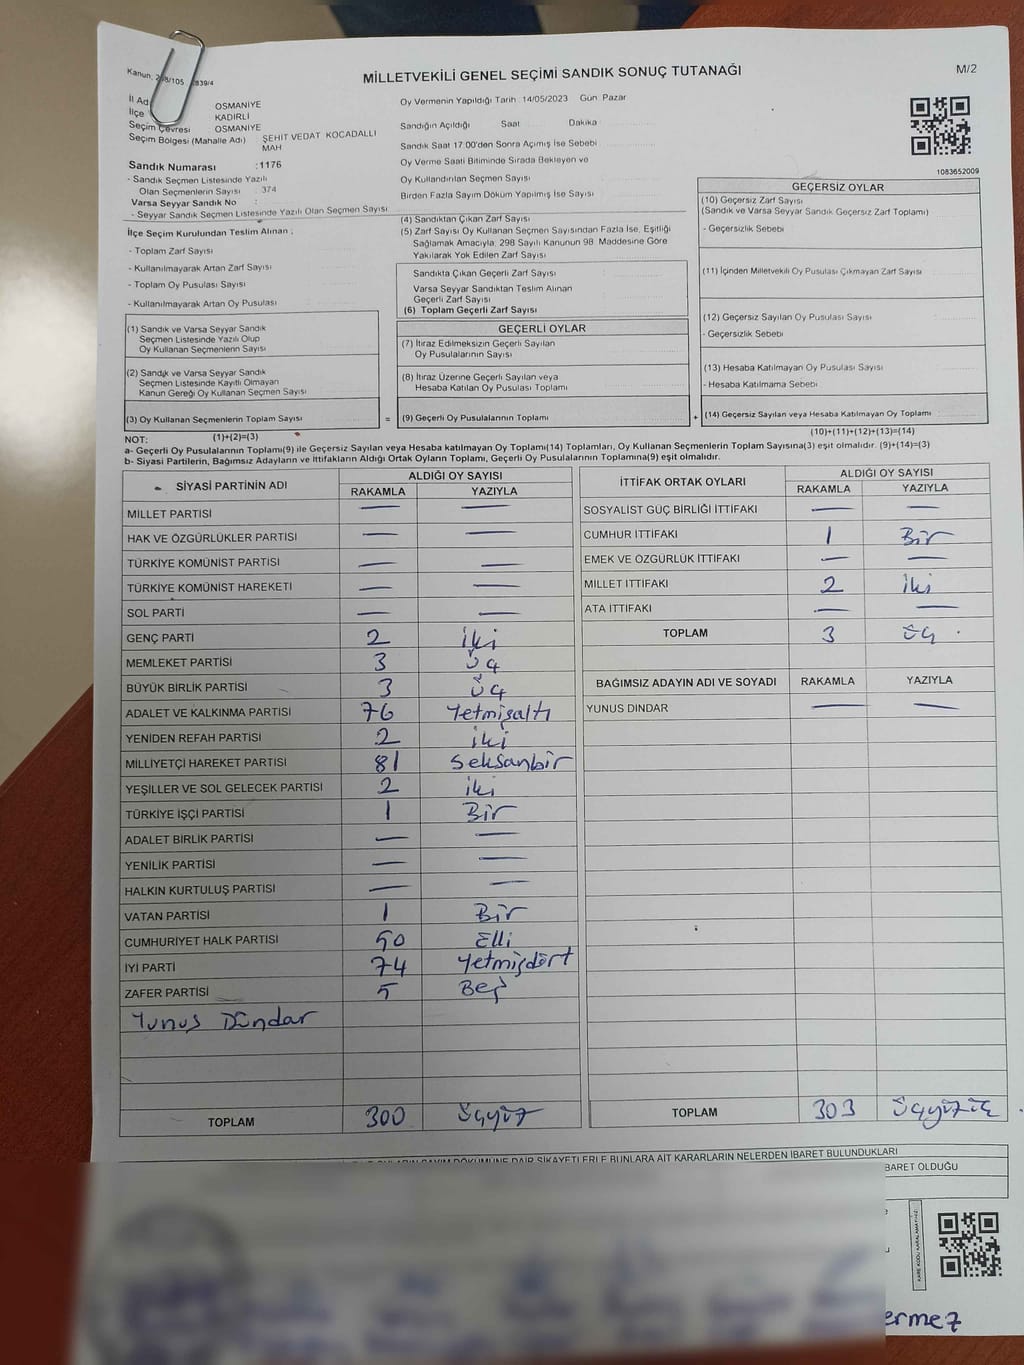 MİLLETVEKİLİ GENEL SEÇİMİ SANDIK SONUÇ TUTANAĞI
M/2
Kanun, 839/4
İl Ad OSMANİYE
İlçe KADİRLİ
Seçim Çevresi OSMANİYE
Seçim Bölgesi (Mahalle Adı) ŞEHİT VEDAT KOCADALLI MAH
Sandık Numarası :1176
- Sandık Seçmen Listesinde Yazılı
Olan Seçmenlerin Sayısı : 374
Varsa Seyyar Sandık No :
- Seyyar Sandık Seçmen Listesinde Yazılı Olan Seçmen Sayısı
Oy Vermenin Yapıldığı Tarih :14/05/2023 Gün: Pazar
Sandığın Açıldığı Saat Dakika
Sandık Saat 17:00'den Sonra Açımış İse Sebebi
Oy Verme Saati Bitiminde Sırada Bekleyen ve
Oy Kullandırılan Seçmen Sayısı
Birden Fazla Sayım Döküm Yapılmış İse Sayısı
1083652009
İlçe Seçim Kurulundan Teslim Alınan ;
- Toplam Zarf Sayısı
- Kullanılmayarak Artan Zarf Sayısı
- Toplam Oy Pusulası Sayısı
- Kullanılmayarak Artan Oy Pusulası
(1) Sandık ve Varsa Seyyar Sandık
Seçmen Listesinde Yazılı Olup
Oy Kullanan Seçmenlerin Sayısı
(2) Sandık ve Varsa Seyyar Sandık
Seçmen Listesinde Kayıtlı Olmayan
Kanun Gereği Oy Kullanan Seçmen Sayısı
(3) Oy Kullanan Seçmenlerin Toplam Sayısı =
(1)+(2)=(3)
(4) Sandıktan Çıkan Zarf Sayısı
(5) Zarf Sayısı Oy Kullanan Seçmen Sayısından Fazla İse, Eşitliği
Sağlamak Amacıyla; 298 Sayılı Kanunun 98. Maddesine Göre
Yakılarak Yok Edilen Zarf Sayısı
Sandıkta Çıkan Geçerli Zarf Sayısı
Varsa Seyyar Sandıktan Teslim Alınan
Geçerli Zarf Sayısı
(6) Toplam Geçerli Zarf Sayısı
GEÇERLİ OYLAR
(7) İtiraz Edilmeksizin Geçerli Sayılan
Oy Pusulalarının Sayısı
(8) İtiraz Üzerine Geçerli Sayılan veya
Hesaba Katılan Oy Pusulası Toplamı
(9) Geçerli Oy Pusulalarının Toplamı +
GEÇERSİZ OYLAR
(10) Geçersiz Zarf Sayısı
(Sandık ve Varsa Seyyar Sandık Geçersiz Zarf Toplamı)
- Geçersizlik Sebebi
(11) İçinden Milletvekili Oy Pusulası Çıkmayan Zarf Sayısı
(12) Geçersiz Sayılan Oy Pusulası Sayısı
- Geçersizlik Sebebi
(13) Hesaba Katılmayan Oy Pusulası Sayısı
- Hesaba Katılmama Sebebi
(14) Geçersiz Sayılan veya Hesaba Katılmayan Oy Toplamı
(10)+(11)+(12)+(13)=(14)
NOT:
a- Geçerli Oy Pusulalarının Toplamı(9) ile Geçersiz Sayılan veya Hesaba katılmayan Oy Toplamı(14) Toplamları, Oy Kullanan Seçmenlerin Toplam Sayısına(3) eşit olmalıdır. (9)+(14)=(3)
b- Siyasi Partilerin, Bağımsız Adayların ve İttifakların Aldığı Ortak Oyların Toplamı, Geçerli Oy Pusulalarının Toplamına(9) eşit olmalıdır.
SİYASİ PARTİNİN ADI ALDIĞI OY SAYISI
RAKAMLA YAZIYLA
MİLLET PARTİSİ — —
HAK VE ÖZGÜRLÜKLER PARTİSİ — —
TÜRKİYE KOMÜNİST PARTİSİ — —
TÜRKİYE KOMÜNİST HAREKETİ — —
SOL PARTİ — —
GENÇ PARTİ 2 iki
MEMLEKET PARTİSİ 3 üç
BÜYÜK BİRLİK PARTİSİ 3 üç
ADALET VE KALKINMA PARTİSİ 76 Yetmişaltı
YENİDEN REFAH PARTİSİ 2 iki
MİLLİYETÇİ HAREKET PARTİSİ 81 Seksanbir
YEŞİLLER VE SOL GELECEK PARTİSİ 2 iki
TÜRKİYE İŞÇİ PARTİSİ 1 Bir
ADALET BİRLİK PARTİSİ — —
YENİLİK PARTİSİ — —
HALKIN KURTULUŞ PARTİSİ — —
VATAN PARTİSİ 1 Bir
CUMHURİYET HALK PARTİSİ 50 Elli
İYİ PARTİ 74 Yetmişdört
ZAFER PARTİSİ 5 Beş
Yunus Dündar
TOPLAM 300 Üçyüz
İTTİFAK ORTAK OYLARI ALDIĞI OY SAYISI
RAKAMLA YAZIYLA
SOSYALİST GÜÇ BİRLİĞİ İTTİFAKI — —
CUMHUR İTTİFAKI 1 Bir
EMEK VE ÖZGÜRLÜK İTTİFAKI — —
MİLLET İTTİFAKI 2 iki
ATA İTTİFAKI — —
TOPLAM 3 üç
BAĞIMSIZ ADAYIN ADI VE SOYADI RAKAMLA YAZIYLA
YUNUS DİNDAR — —
TOPLAM 303 Üçyüzüç
SAYIM DÖKÜMÜNE DAİR ŞİKAYETLERLE BUNLARA AİT KARARLARIN NELERDEN İBARET BULUNDUKLARI
BARET OLDUĞU
ermez